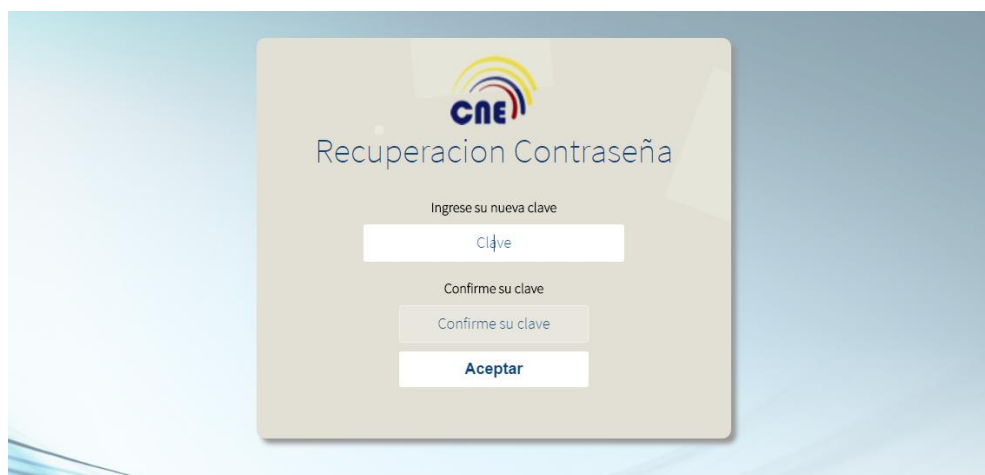 CNE
Recuperacion Contraseña
Ingrese su nueva clave
Clave
Confirme su clave
Confirme su clave
Aceptar